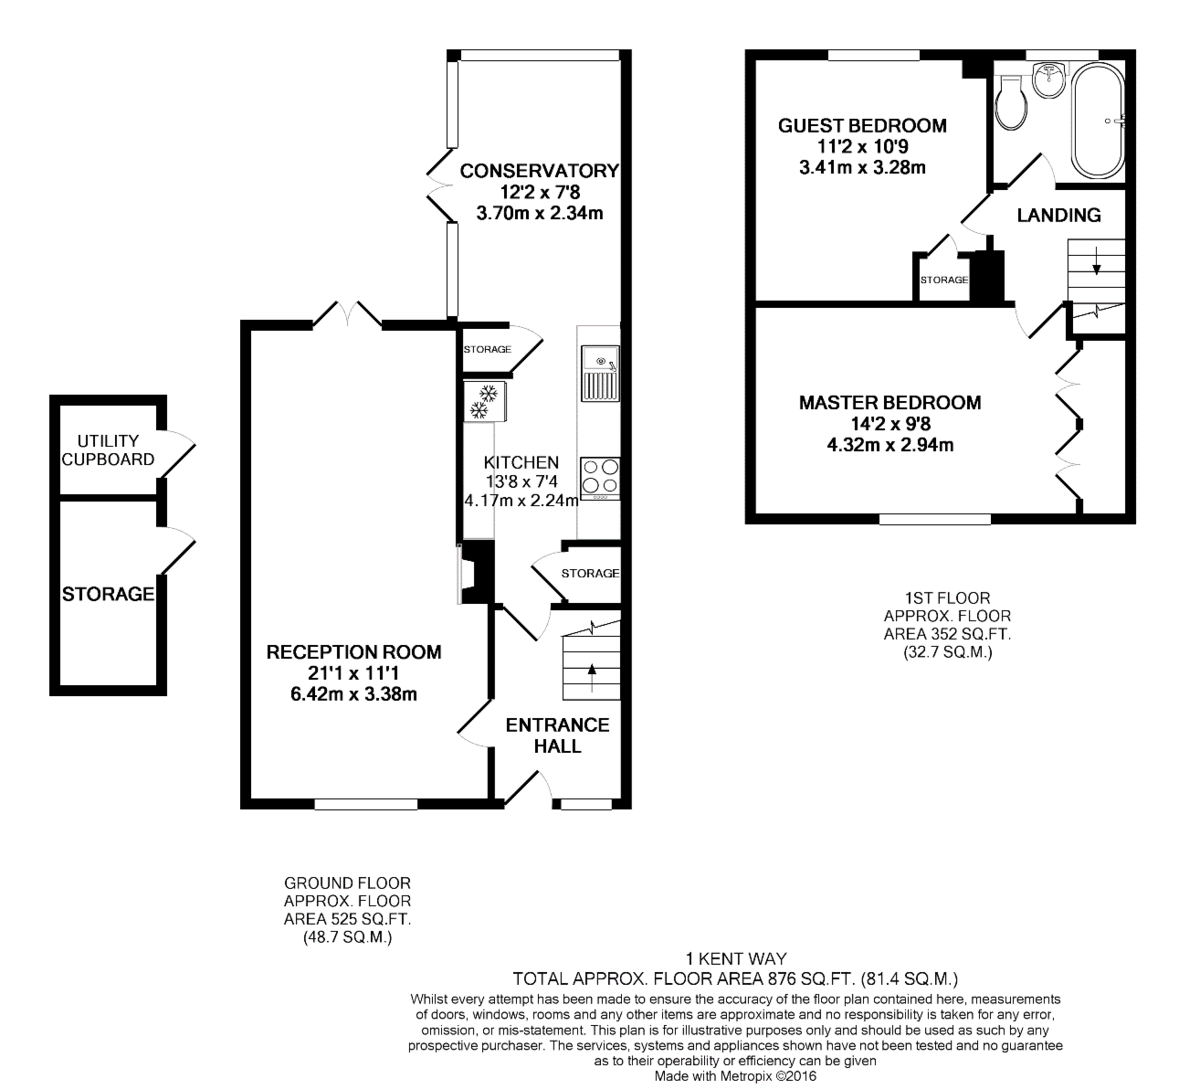 CONSERVATORY
12'2 x 7'8
3.70m x 2.34m
STORAGE
KITCHEN
13'8 x 7'4
4.17m x 2.24m
STORAGE
UTILITY
CUPBOARD
STORAGE
RECEPTION ROOM
21'1 x 11'1
6.42m x 3.38m
ENTRANCE
HALL
GROUND FLOOR
APPROX. FLOOR
AREA 525 SQ.FT.
(48.7 SQ.M.)
GUEST BEDROOM
11'2 x 10'9
3.41m x 3.28m
LANDING
STORAGE
MASTER BEDROOM
14'2 x 9'8
4.32m x 2.94m
1ST FLOOR
APPROX. FLOOR
AREA 352 SQ.FT.
(32.7 SQ.M.)
1 KENT WAY
TOTAL APPROX. FLOOR AREA 876 SQ.FT. (81.4 SQ.M.)
Whilst every attempt has been made to ensure the accuracy of the floor plan contained here, measurements
of doors, windows, rooms and any other items are approximate and no responsibility is taken for any error,
omission, or mis-statement. This plan is for illustrative purposes only and should be used as such by any
prospective purchaser. The services, systems and appliances shown have not been tested and no guarantee
as to their operability or efficiency can be given
Made with Metropix ©2016